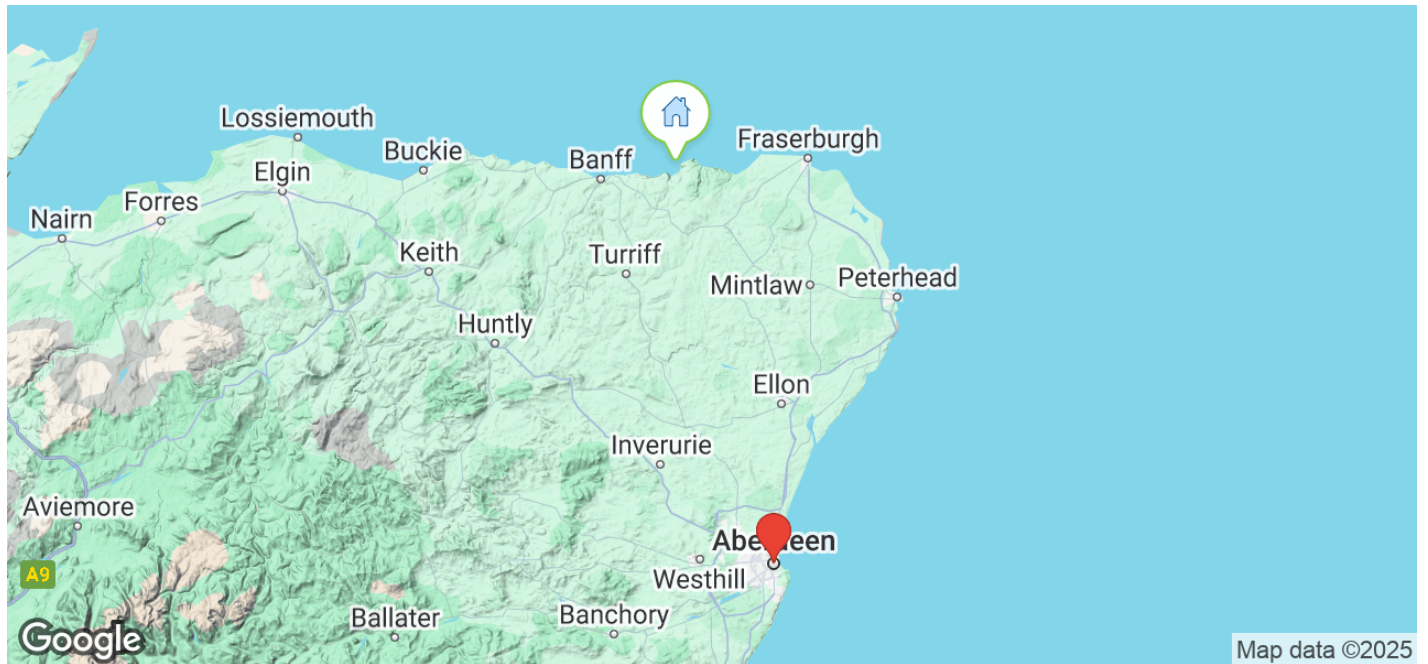 Lossiemouth
Fraserburgh
Buckie
Banff
Elgin
Forres
Nairn
Keith
Turriff
Mintlaw
Peterhead
Huntly
Ellon
Inverurie
Aviemore
Aberdeen
A9
Westhill
Ballater
Banchory
Google
Map data ©2025